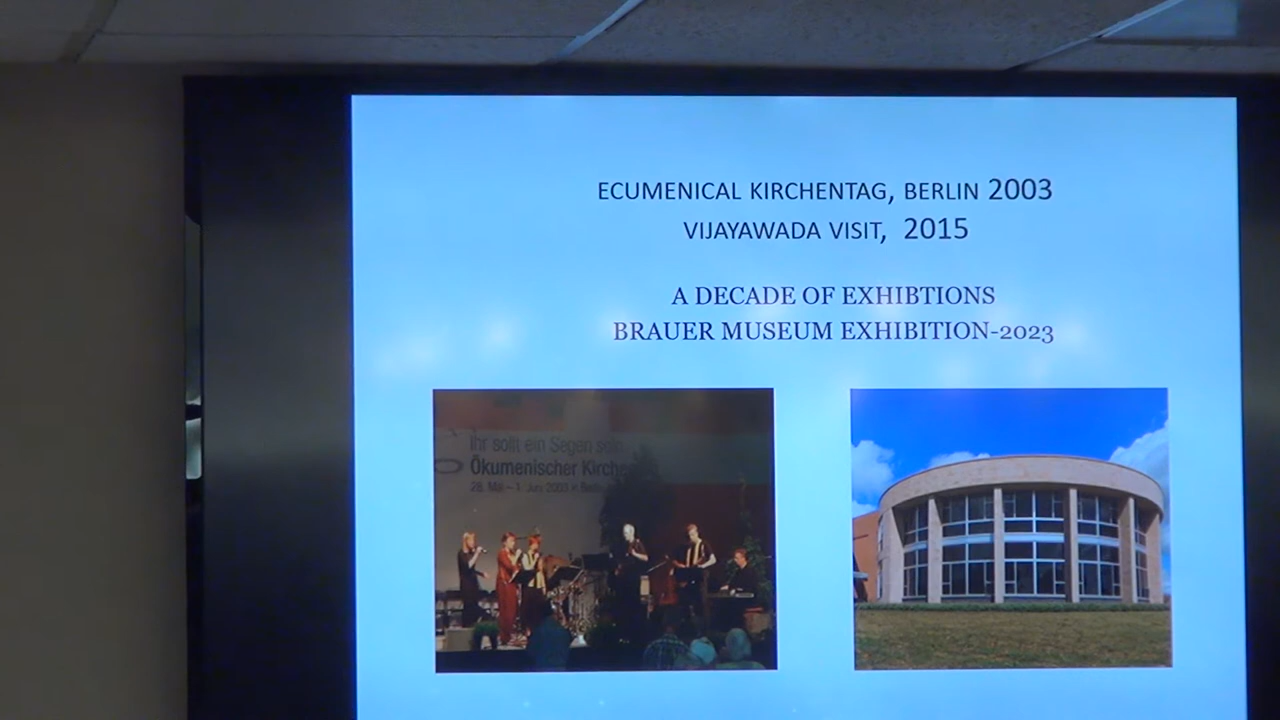 ECUMENICAL KIRCHENTAG, BERLIN 2003
VIJAYAWADA VISIT, 2015
A DECADE OF EXHIBTIONS
BRAUER MUSEUM EXHIBITION-2023
Ihr sollt ein Segen sein
Ökumenischer Kirche
28. Mai – 1. Juni 2003